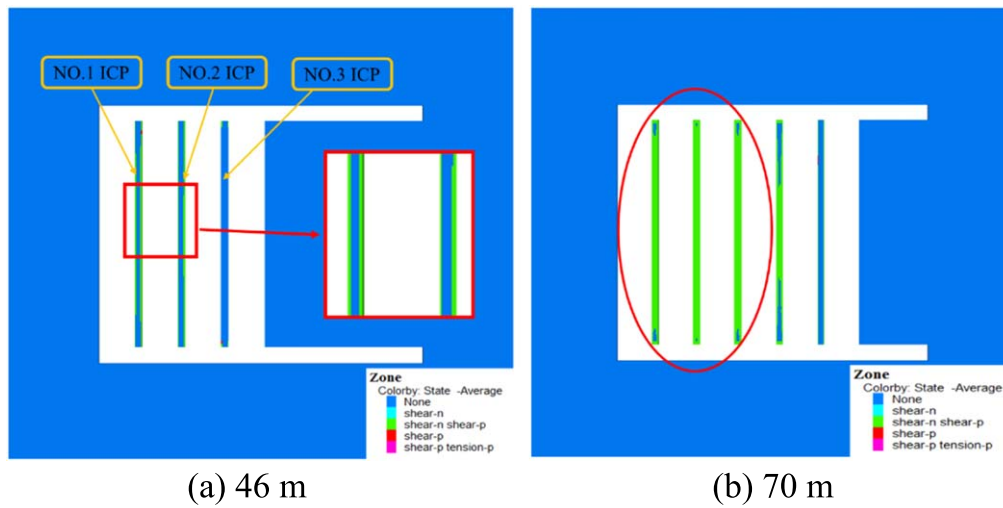 NO.1 ICP
NO.2 ICP
NO.3 ICP
Zone
Colorby: State -Average
None
shear-n
shear-n shear-p
shear-p
shear-p tension-p
Zone
Colorby: State -Average
None
shear-n
shear-n shear-p
shear-p
shear-p tension-p
(a) 46 m
(b) 70 m